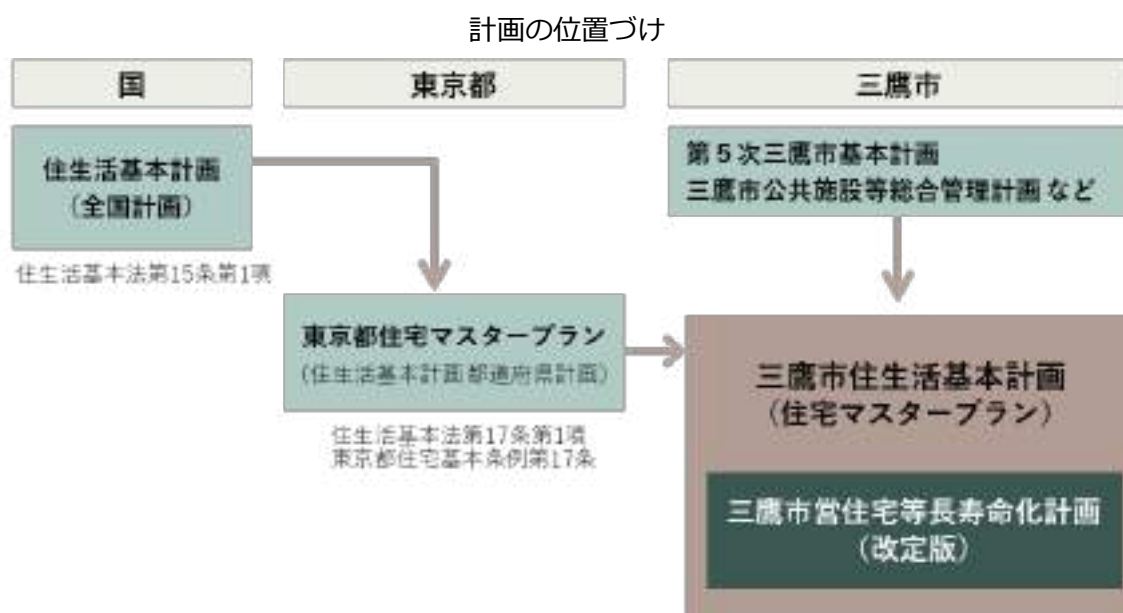 計画の位置づけ
国
東京都
三鷹市
住生活基本計画
（全国計画）
住生活基本法第15条第1項
東京都住宅マスタープラン
（住生活基本計画都道府県計画）
住生活基本法第17条第1項
東京都住宅基本条例第17条
第５次三鷹市基本計画
三鷹市公共施設等総合管理計画 など
三鷹市住生活基本計画
（住宅マスタープラン）
三鷹市営住宅等長寿命化計画
（改定版）